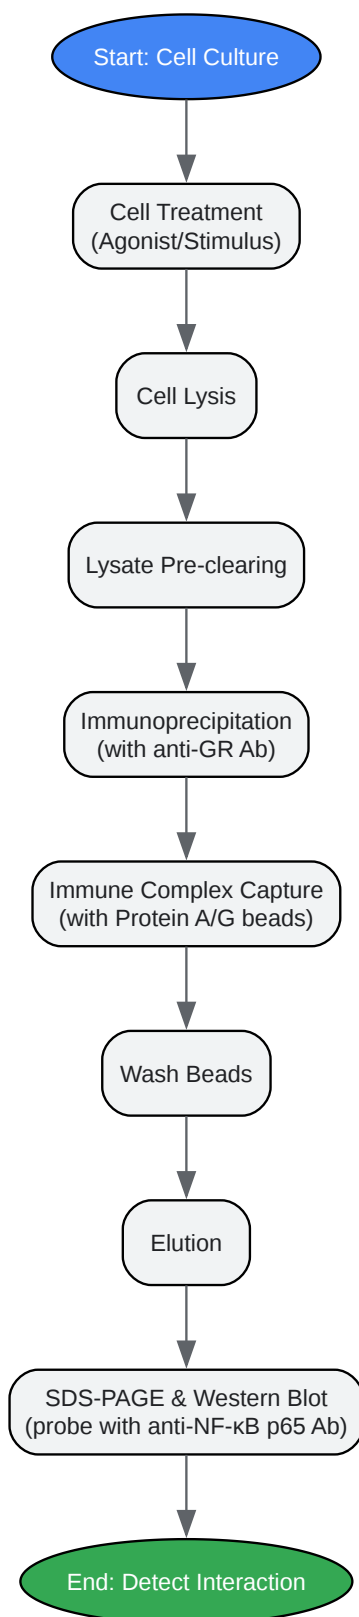 Start: Cell Culture
Cell Treatment
(Agonist/Stimulus)
Cell Lysis
Lysate Pre-clearing
Immunoprecipitation
(with anti-GR Ab)
Immune Complex Capture
(with Protein A/G beads)
Wash Beads
Elution
SDS-PAGE & Western Blot
(probe with anti-NF-κB p65 Ab)
End: Detect Interaction